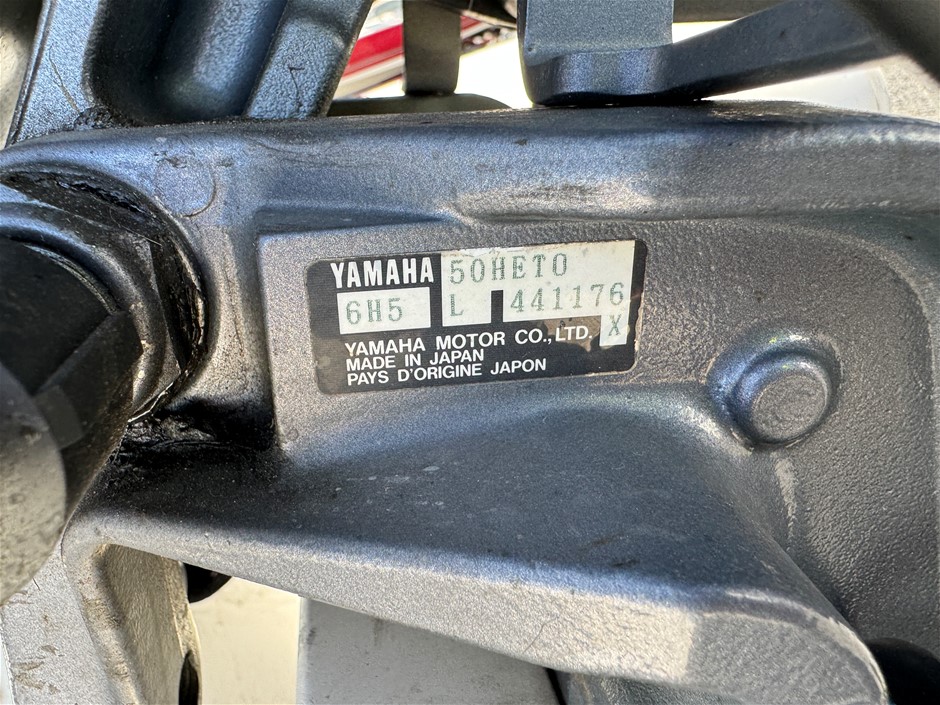 YAMAHA 50HETO
6H5 L 441176
X
YAMAHA MOTOR CO.,LTD.
MADE IN JAPAN
PAYS D'ORIGINE JAPON